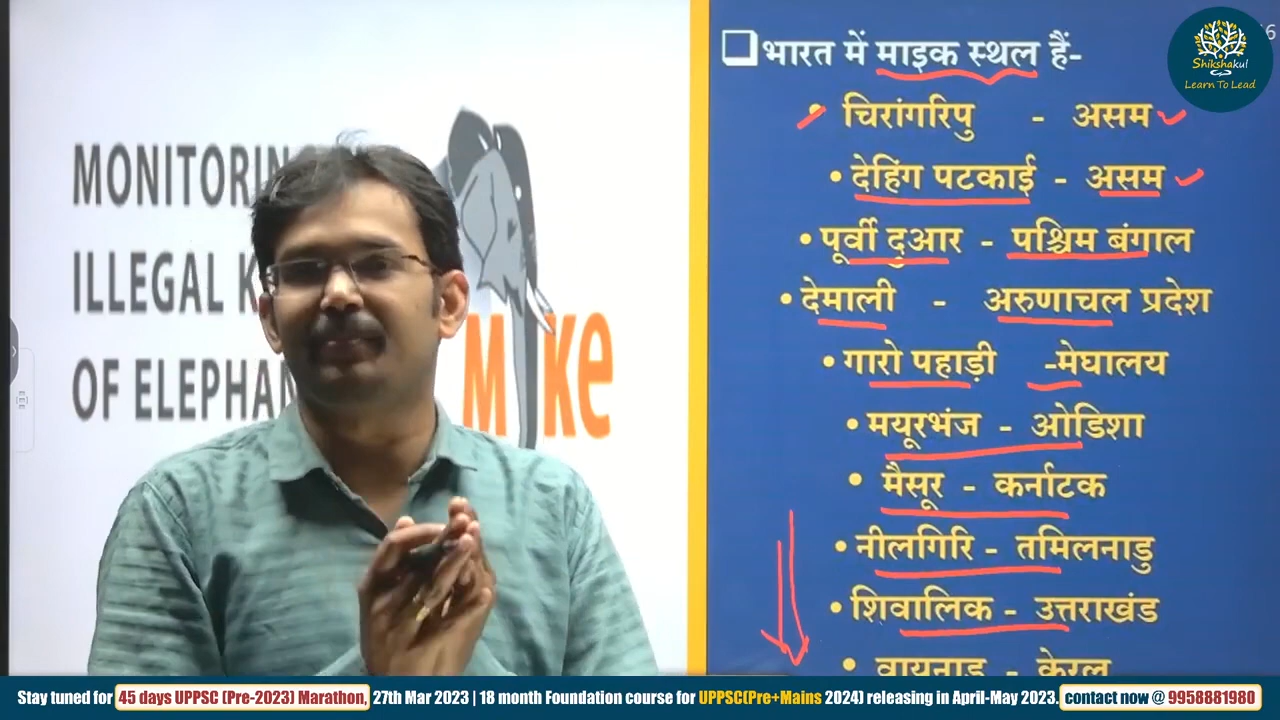 MONITORIN
ILLEGAL K
OF ELEPHAN
MIKE
❑भारत में माइक स्थल हैं-
• चिरांगरिपु - असम
• देहिंग पटकाई - असम
• पूर्वी दुआर - पश्चिम बंगाल
• देमाली - अरुणाचल प्रदेश
• गारो पहाड़ी -मेघालय
• मयूरभंज - ओडिशा
• मैसूर - कर्नाटक
• नीलगिरि - तमिलनाडु
• शिवालिक - उत्तराखंड
• वायनाड - केरल
6
Shikshakul
Learn To Lead
Stay tuned for 45 days UPPSC (Pre-2023) Marathon, 27th Mar 2023 | 18 month Foundation course for UPPSC(Pre+Mains 2024) releasing in April-May 2023. contact now @ 9958881980